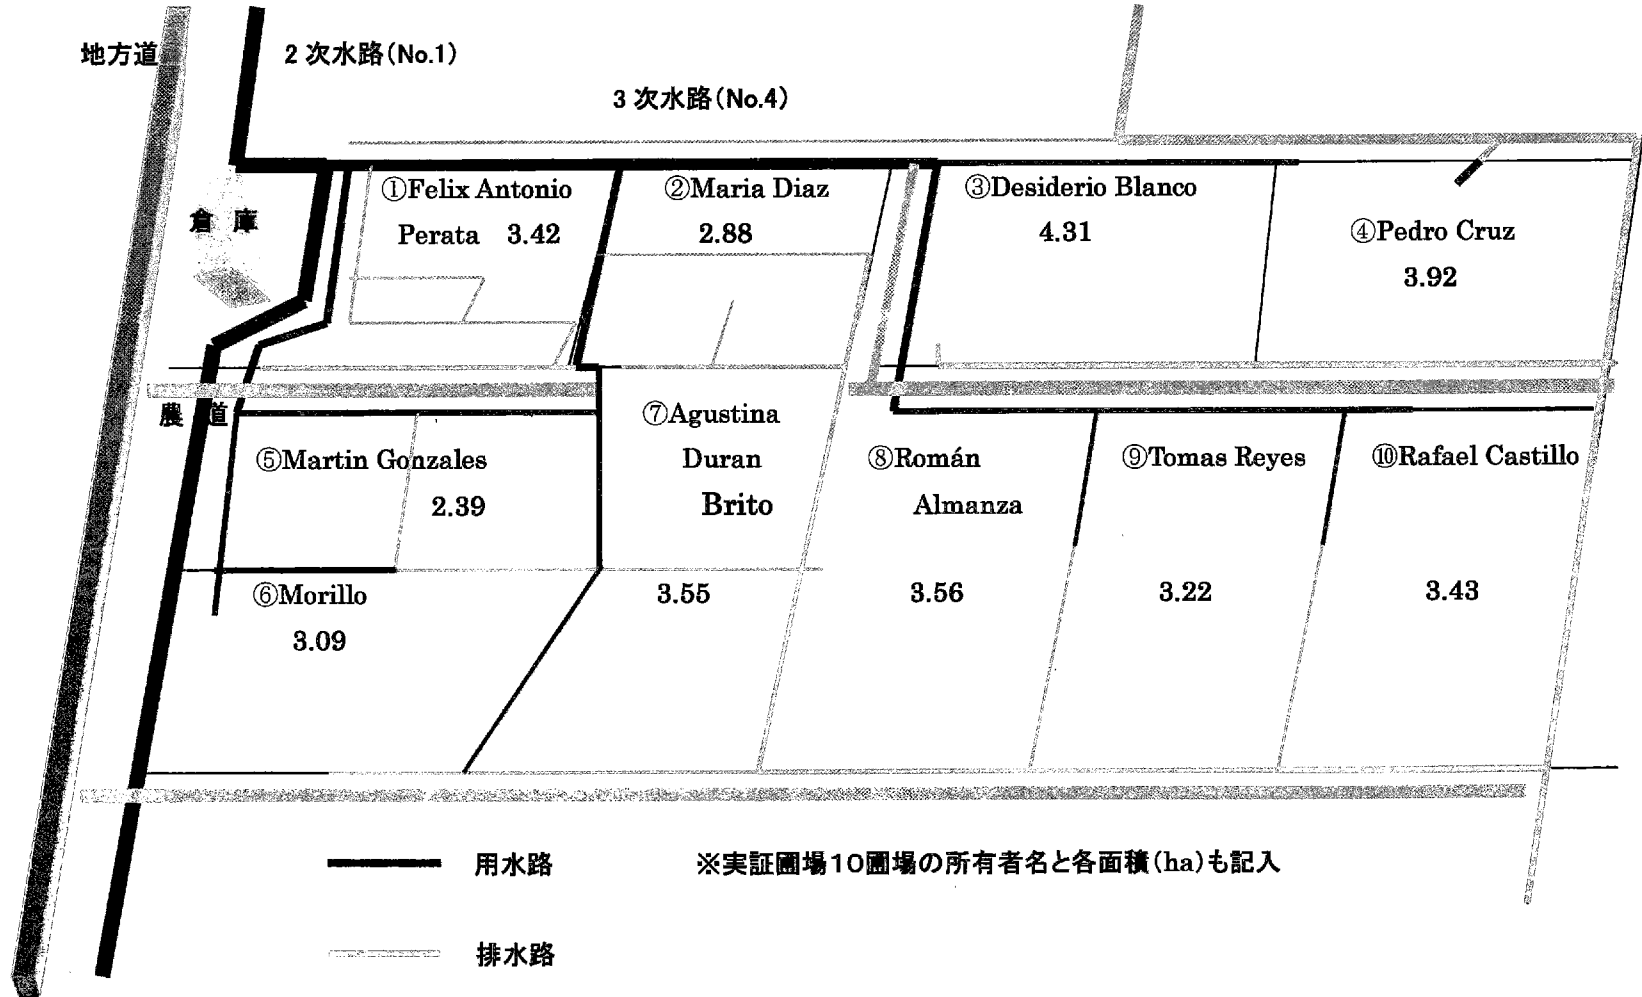 地方道
2次水路(No.1)
3次水路(No.4)
倉庫
①Felix Antonio
Perata 3.42
②Maria Diaz
2.88
③Desiderio Blanco
4.31
④Pedro Cruz
3.92
農道
⑤Martin Gonzales
2.39
⑥Morillo
3.09
⑦Agustina
Duran
Brito
3.55
⑧Román
Almanza
3.56
⑨Tomas Reyes
3.22
⑩Rafael Castillo
3.43
用水路
※実証圃場10圃場の所有者名と各面積(ha)も記入
排水路